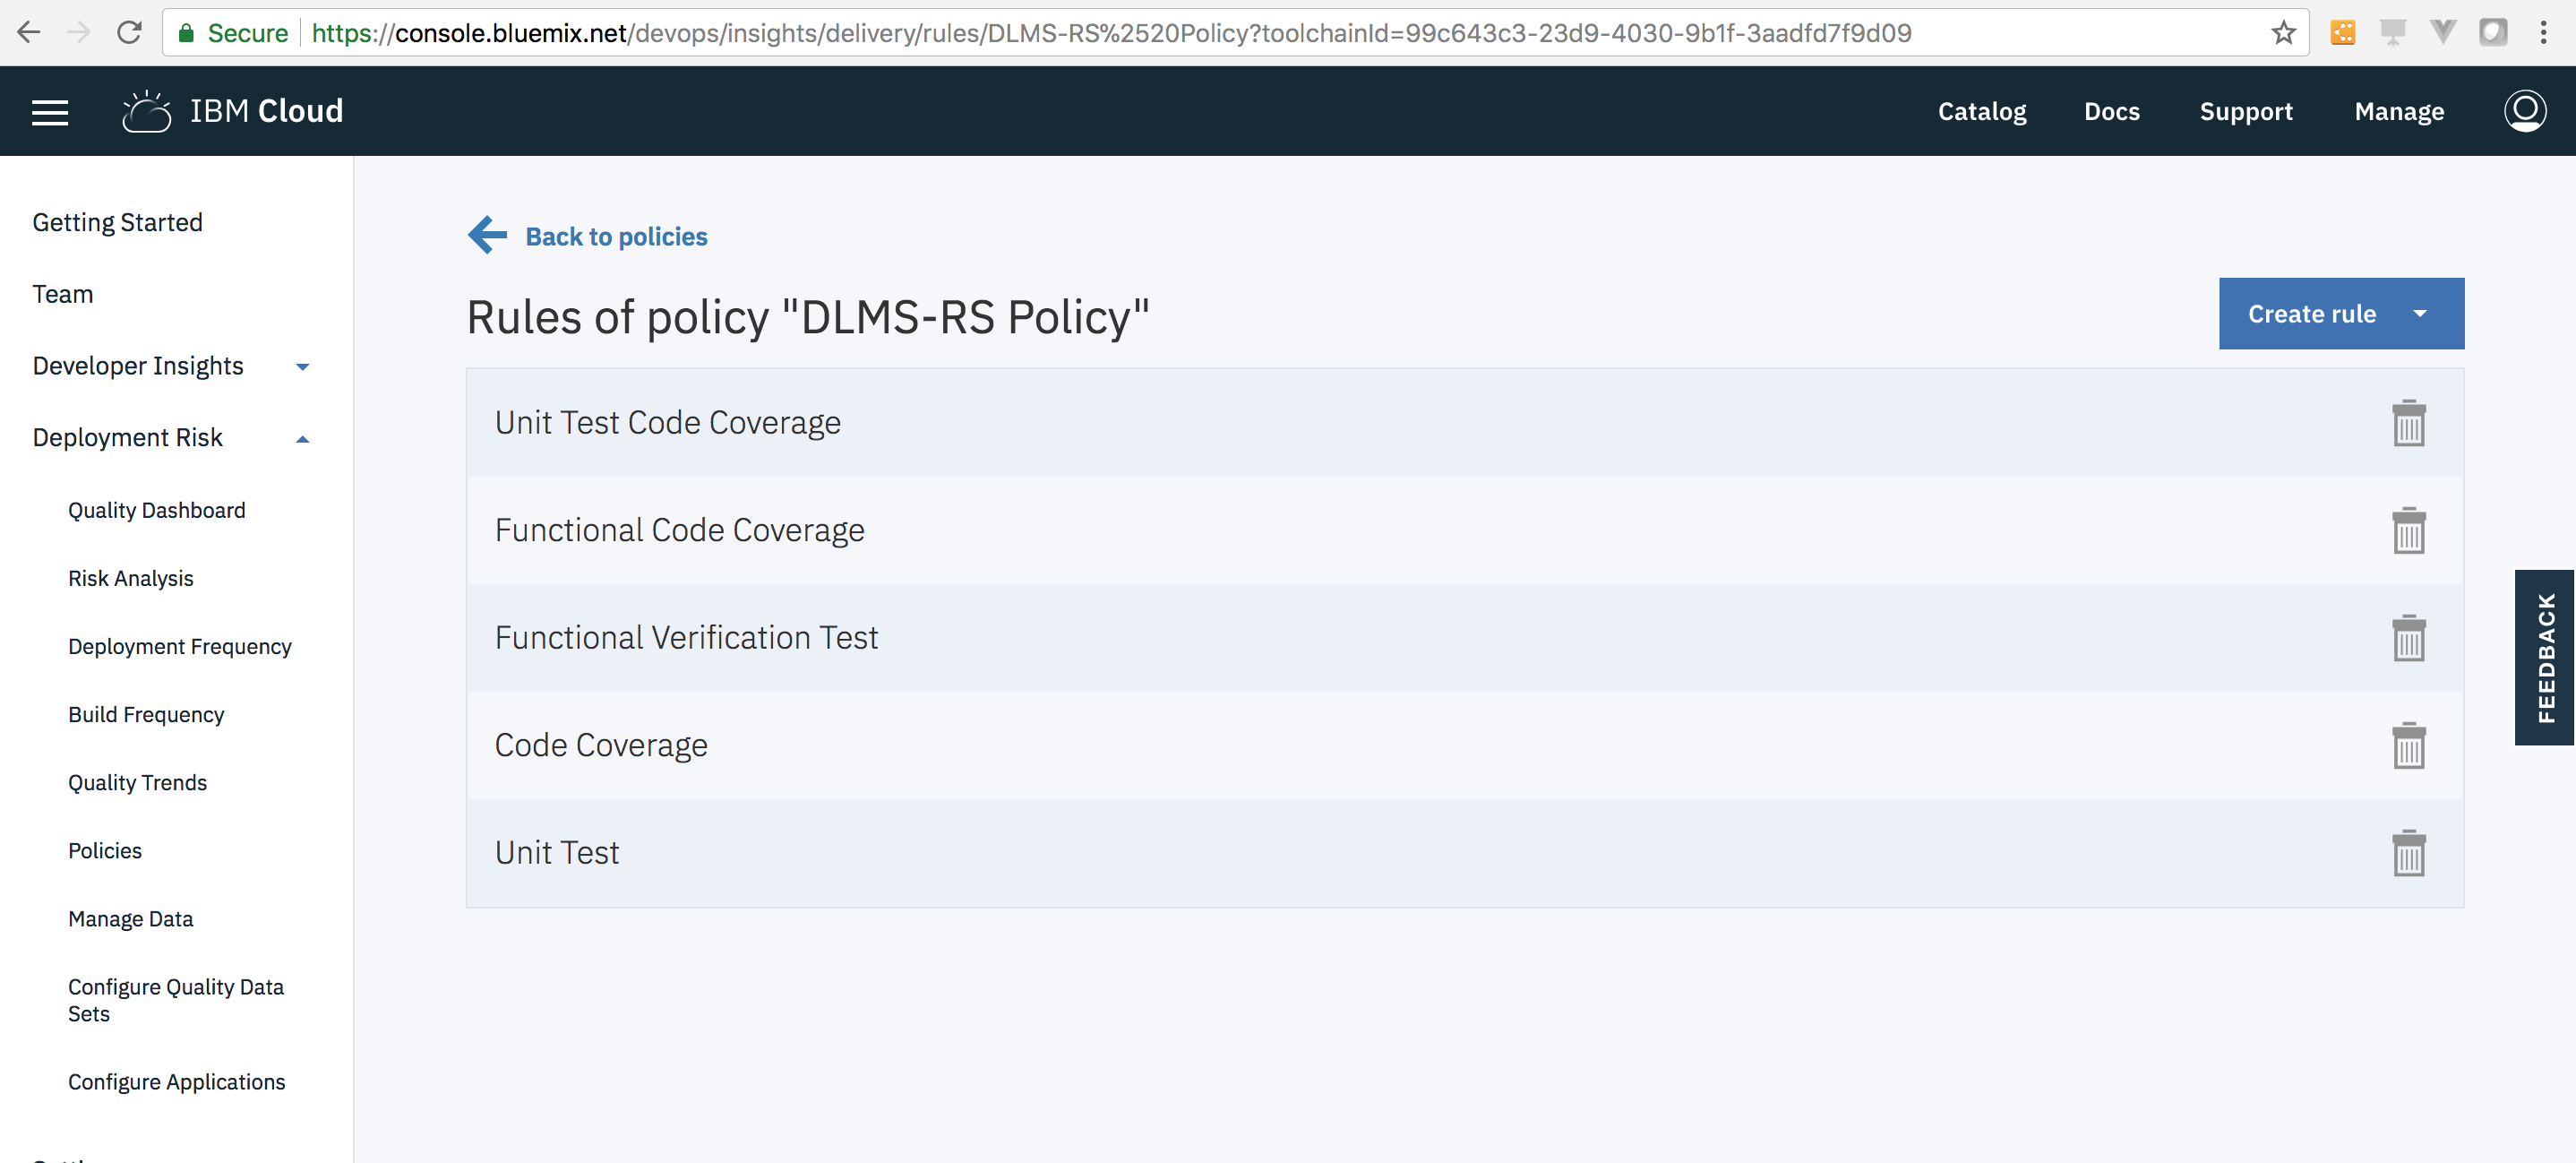 Secure https://console.bluemix.net/devops/insights/delivery/rules/DLMS-RS%2520Policy?toolchainId=99c643c3-23d9-4030-9b1f-3aadfd7f9d09
IBM Cloud
Catalog Docs Support Manage
Getting Started
Team
Developer Insights
Deployment Risk
Quality Dashboard
Risk Analysis
Deployment Frequency
Build Frequency
Quality Trends
Policies
Manage Data
Configure Quality Data
Sets
Configure Applications
Back to policies
Rules of policy "DLMS-RS Policy"
Create rule
Unit Test Code Coverage
Functional Code Coverage
Functional Verification Test
Code Coverage
Unit Test
FEEDBACK